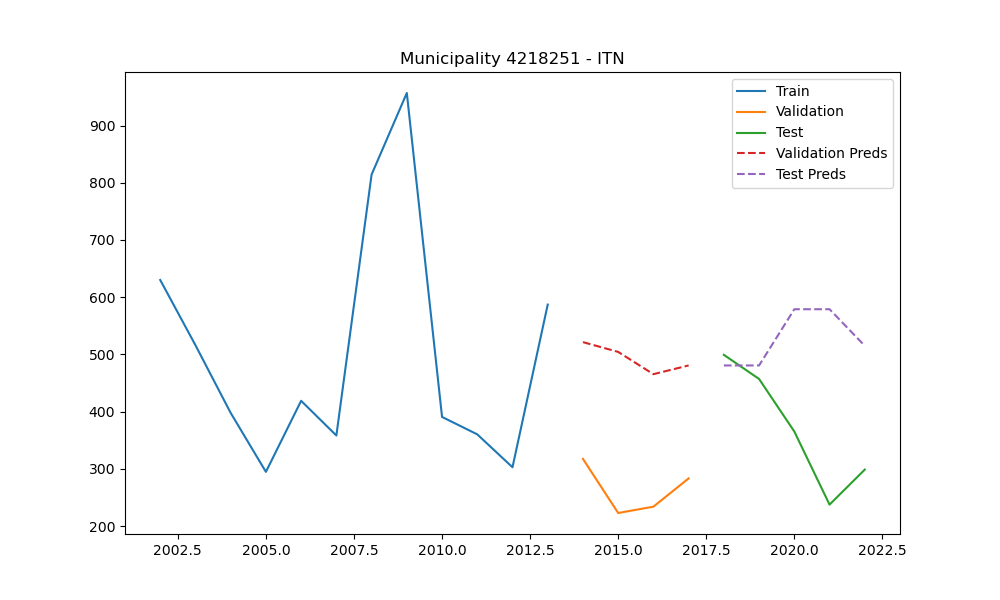 Municipality 4218251 - ITN
Train
Validation
Test
Validation Preds
Test Preds
900
800
700
600
500
400
300
200
2002.5 2005.0 2007.5 2010.0 2012.5 2015.0 2017.5 2020.0 2022.5